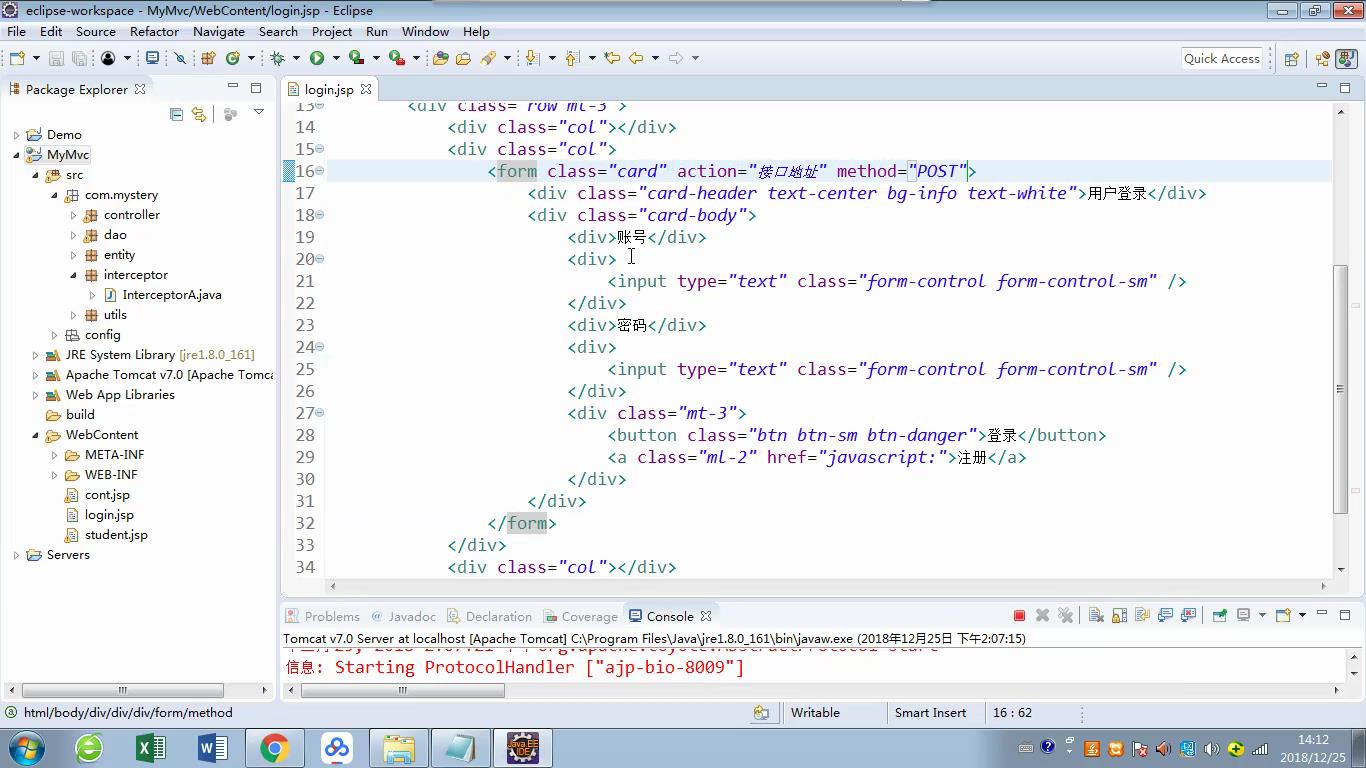 eclipse-workspace - MyMvc/WebContent/login.jsp - Eclipse
File Edit Source Refactor Navigate Search Project Run Window Help
Quick Access
Package Explorer
Demo
MyMvc
src
com.mystery
controller
dao
entity
interceptor
InterceptorA.java
utils
config
JRE System Library [jre1.8.0_161]
Apache Tomcat v7.0 [Apache Tomca
Web App Libraries
build
WebContent
META-INF
WEB-INF
cont.jsp
login.jsp
student.jsp
Servers
login.jsp
13 <div class="row mt-3">
14 <div class="col"></div>
15 <div class="col">
16 <form class="card" action="接口地址" method="POST">
17 <div class="card-header text-center bg-info text-white">用户登录</div>
18 <div class="card-body">
19 <div>账号</div>
20 <div>
21 <input type="text" class="form-control form-control-sm" />
22 </div>
23 <div>密码</div>
24 <div>
25 <input type="text" class="form-control form-control-sm" />
26 </div>
27 <div class="mt-3">
28 <button class="btn btn-sm btn-danger">登录</button>
29 <a class="ml-2" href="javascript:">注册</a>
30 </div>
31 </div>
32 </form>
33 </div>
34 <div class="col"></div>
Problems @ Javadoc Declaration Coverage Console
Tomcat v7.0 Server at localhost [Apache Tomcat] C:\Program Files\Java\jre1.8.0_161\bin\javaw.exe (2018年12月25日 下午2:07:15)
信息: Starting ProtocolHandler ["ajp-bio-8009"]
html/body/div/div/div/form/method
Writable
Smart Insert
16 : 62
14:12
2018/12/25